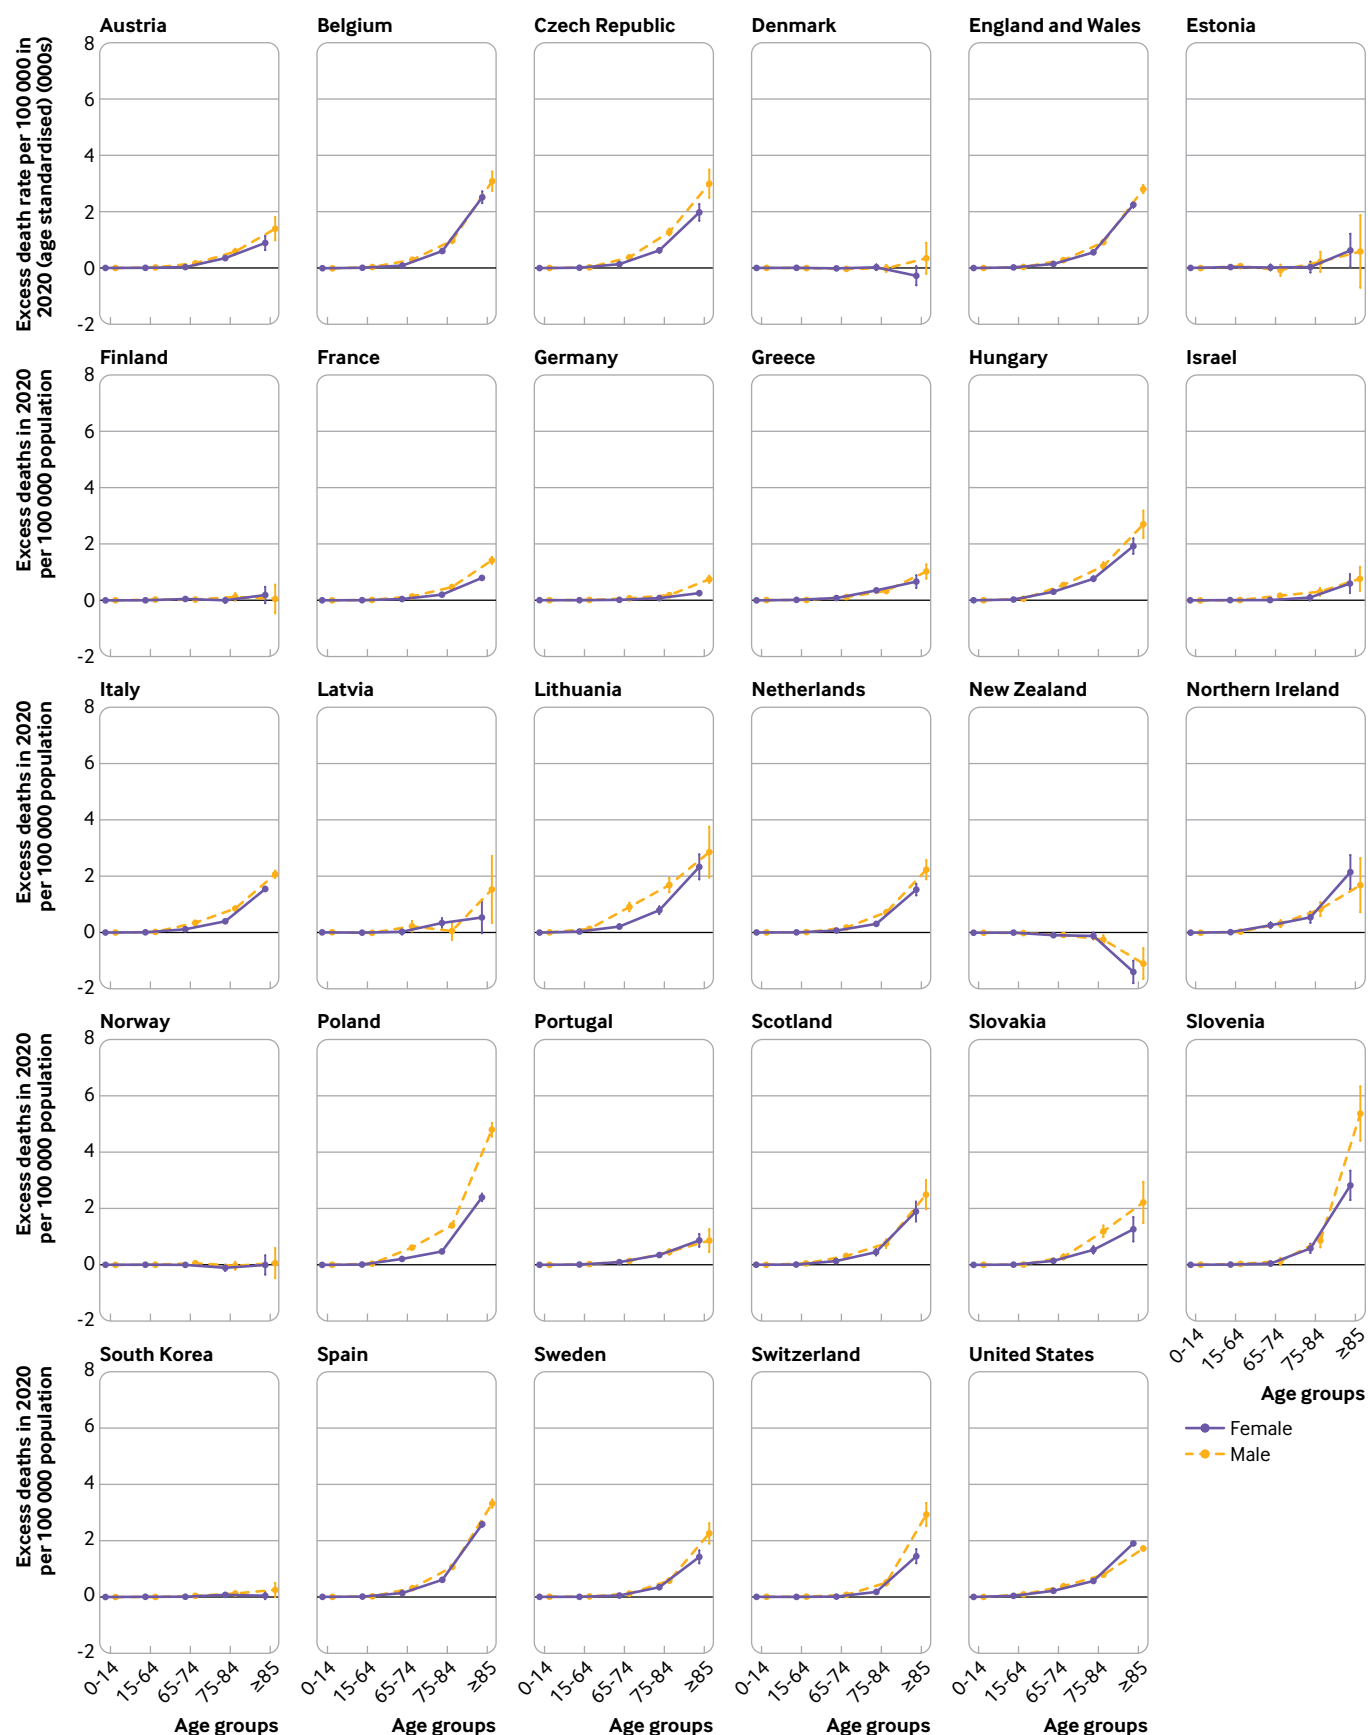 Austria
Belgium
Czech Republic
Denmark
England and Wales
Estonia
Excess death rate per 100 000 in
2020 (age standardised) (000s)
8
6
4
2
0
-2
Finland
France
Germany
Greece
Hungary
Israel
Excess deaths in 2020
per 100 000 population
8
6
4
2
0
-2
Italy
Latvia
Lithuania
Netherlands
New Zealand
Northern Ireland
Excess deaths in 2020
per 100 000 population
8
6
4
2
0
-2
Norway
Poland
Portugal
Scotland
Slovakia
Slovenia
Excess deaths in 2020
per 100 000 population
8
6
4
2
0
-2
0-14
15-64
65-74
75-84
≥85
Age groups
South Korea
Spain
Sweden
Switzerland
United States
Excess deaths in 2020
per 100 000 population
8
6
4
2
0
-2
Female
Male
0-14
15-64
65-74
75-84
≥85
0-14
15-64
65-74
75-84
≥85
0-14
15-64
65-74
75-84
≥85
0-14
15-64
65-74
75-84
≥85
0-14
15-64
65-74
75-84
≥85
Age groups
Age groups
Age groups
Age groups
Age groups